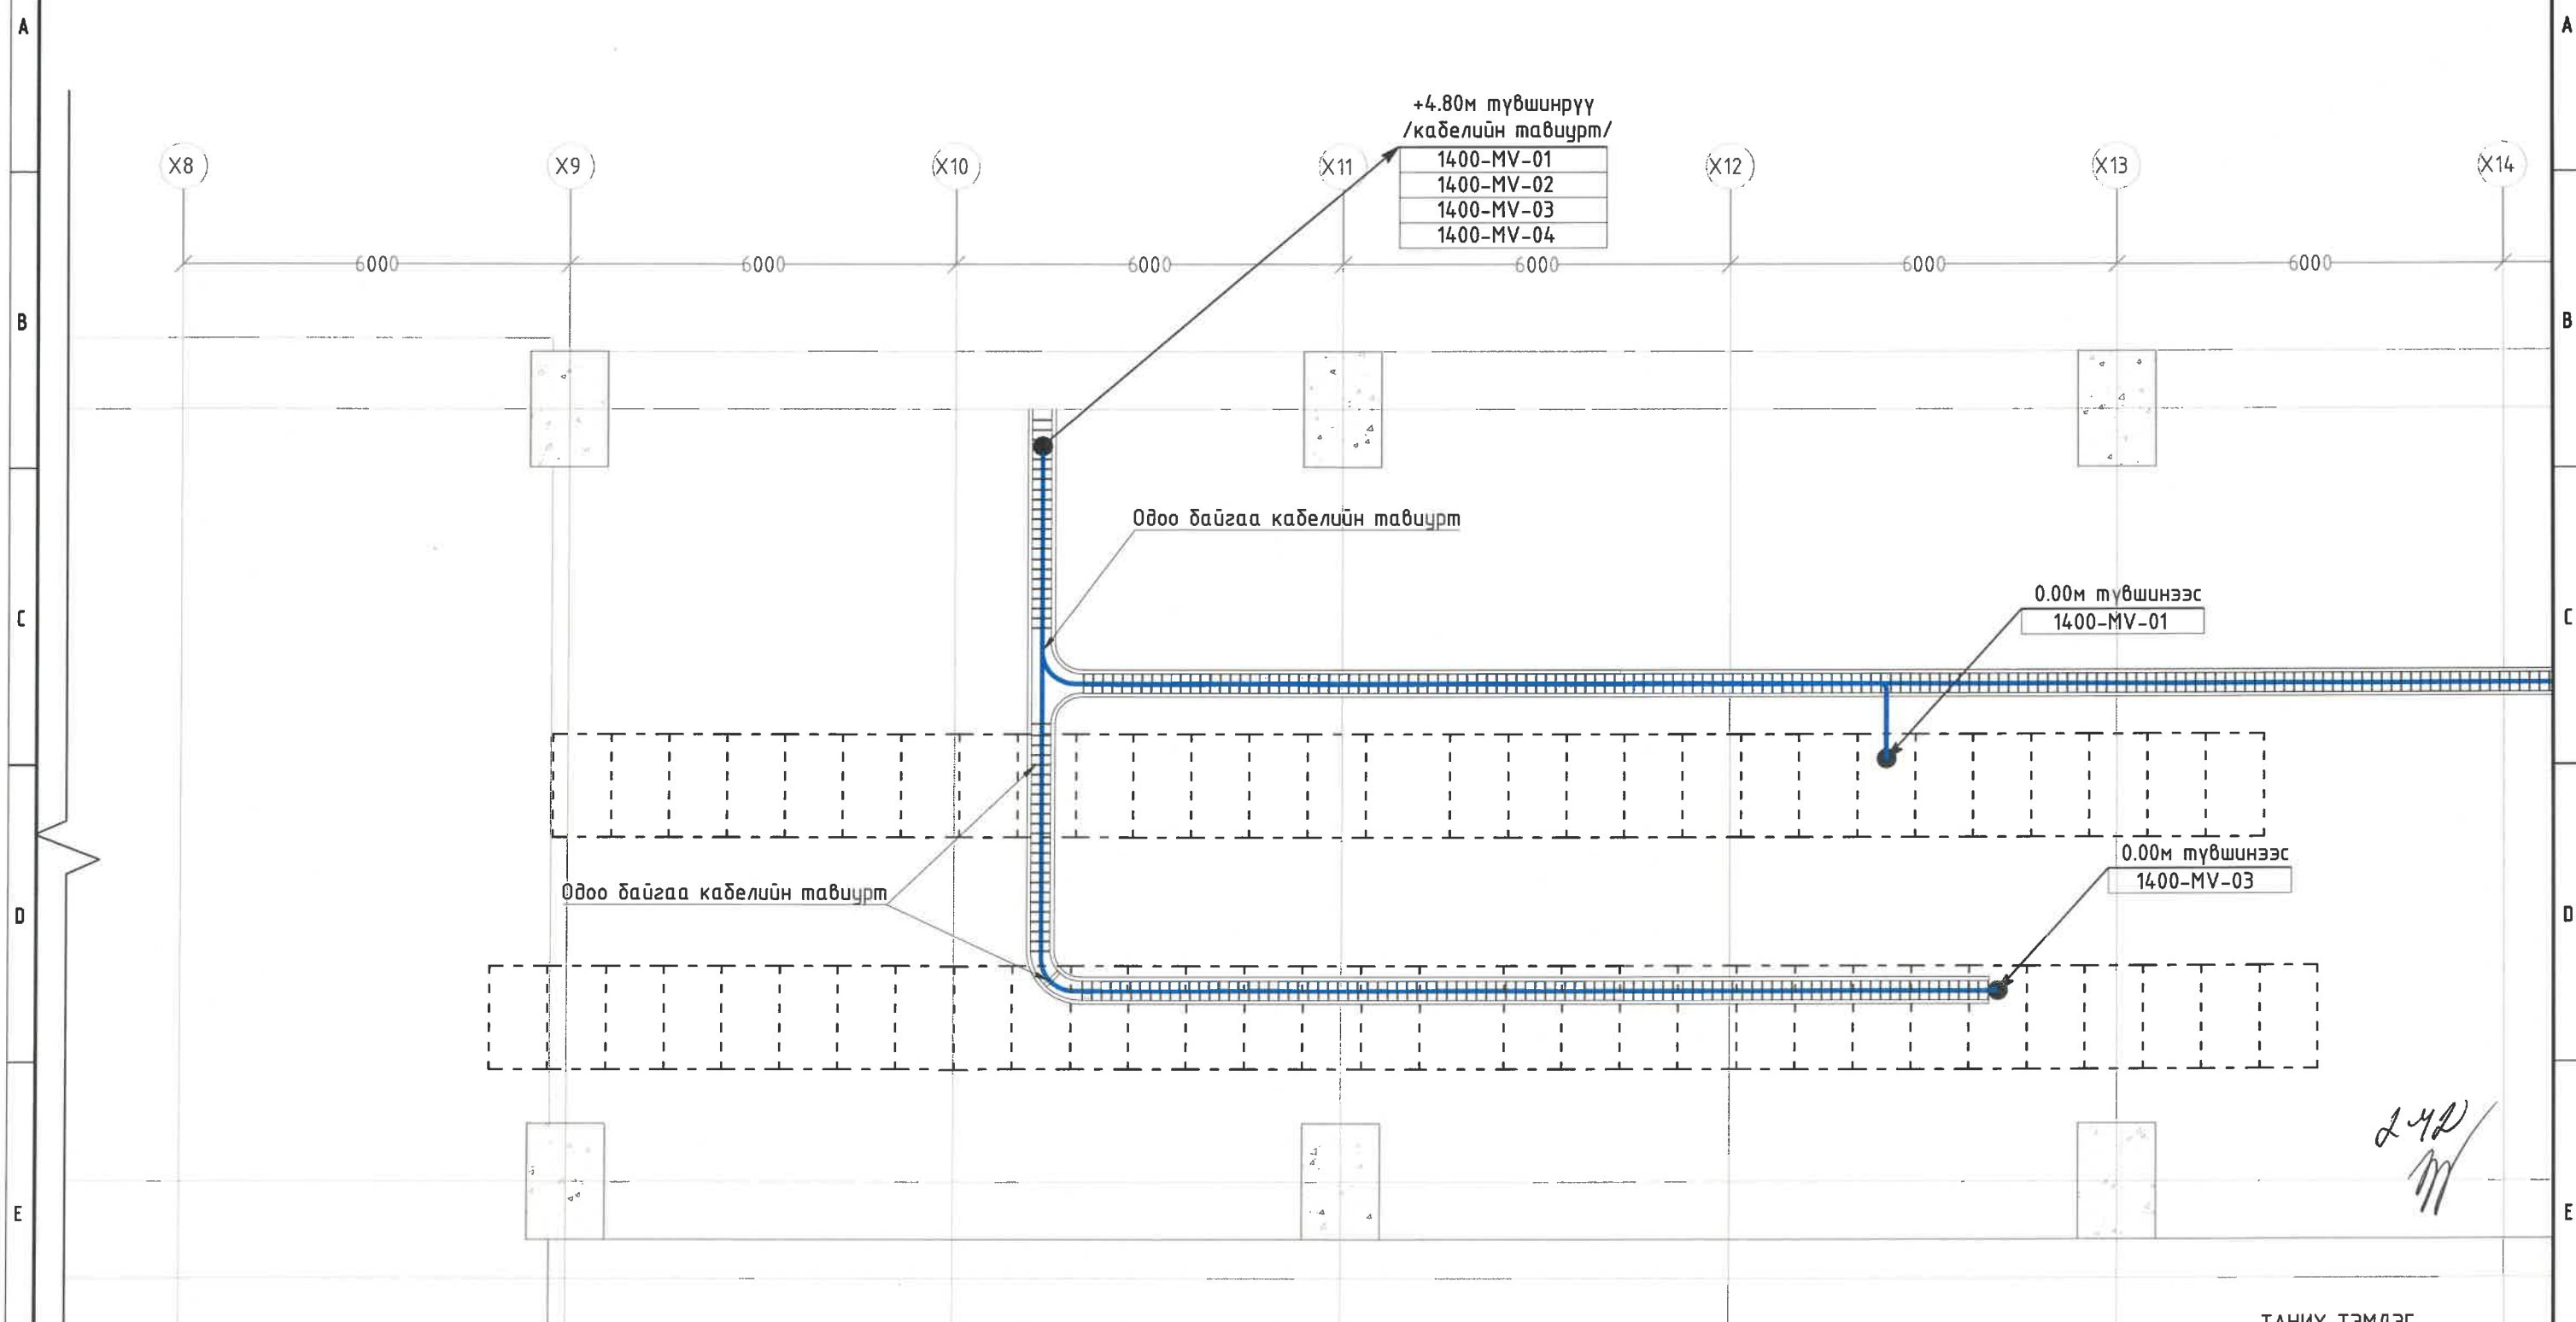 A
A
+4.80м түвшинрүү
/кабелийн тавиурт/
X8
X9
X10
X11
X12
X13
X14
1400-MV-01
1400-MV-02
1400-MV-03
1400-MV-04
6000
6000
6000
6000
6000
6000
B
B
Одоо байгаа кабелийн тавиурт
C
C
0.00м түвшинээс
1400-MV-01
0.00м түвшинээс
1400-MV-03
Одоо байгаа кабелийн тавиурт
D
D
E
E
ТАНИХ ТЭМДЭГ